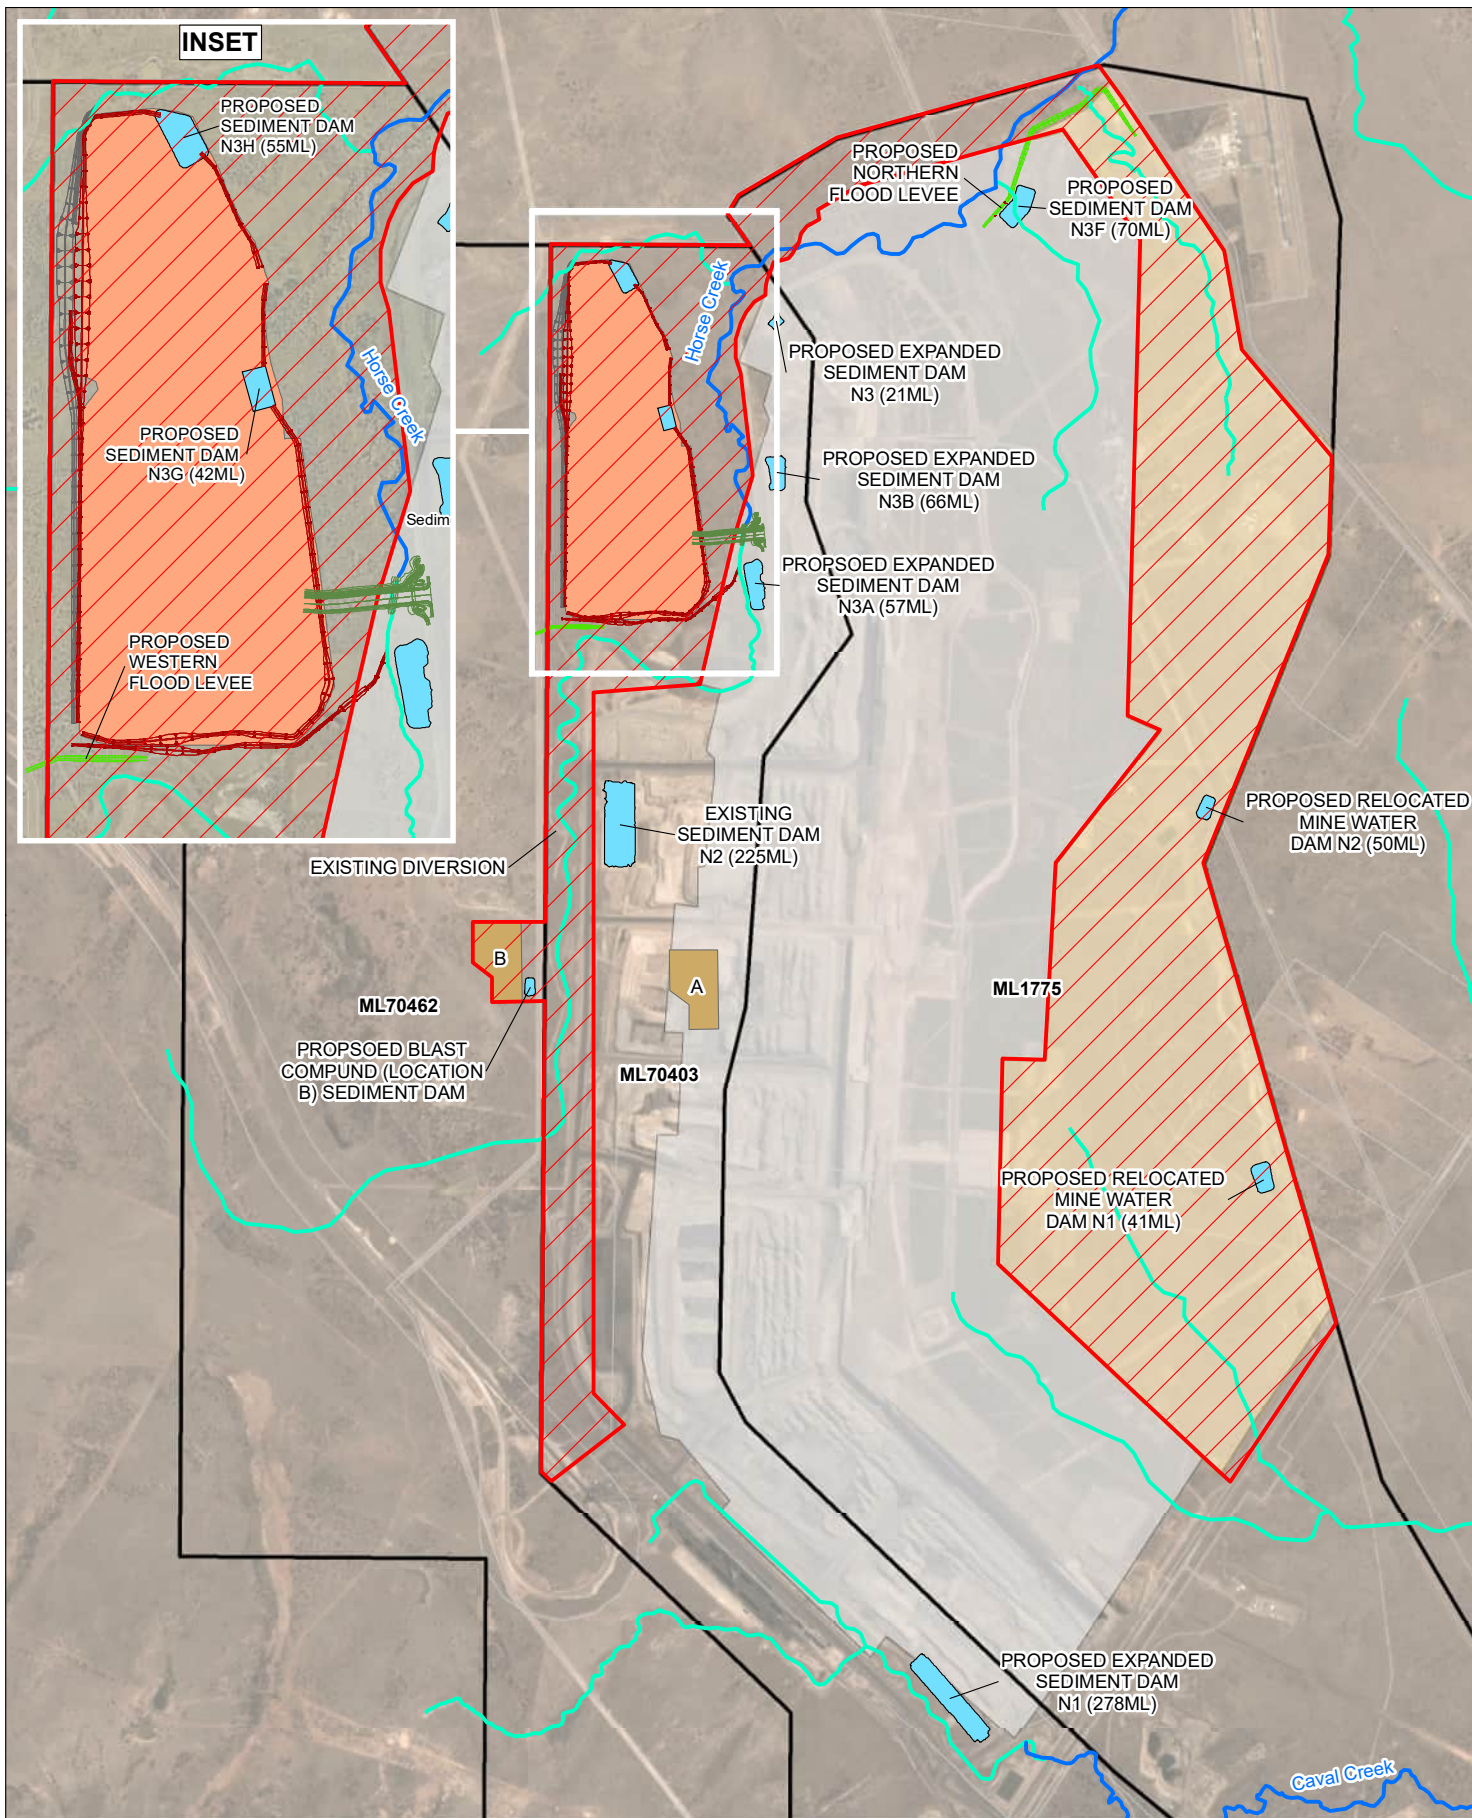 INSET
PROPOSED
SEDIMENT DAM
N3H (55ML)
Horse Creek
PROPOSED
SEDIMENT DAM
N3G (42ML)
Sedim
PROPOSED
WESTERN
FLOOD LEVEE
PROPOSED
NORTHERN
FLOOD LEVEE
PROPOSED
SEDIMENT DAM
N3F (70ML)
Horse Creek
PROPOSED EXPANDED
SEDIMENT DAM
N3 (21ML)
PROPOSED EXPANDED
SEDIMENT DAM
N3B (66ML)
PROPSOED EXPANDED
SEDIMENT DAM
N3A (57ML)
EXISTING
SEDIMENT DAM
N2 (225ML)
PROPOSED RELOCATED
MINE WATER
DAM N2 (50ML)
EXISTING DIVERSION
B
A
ML70462
ML1775
PROPSOED BLAST
COMPUND (LOCATION
B) SEDIMENT DAM
ML70403
PROPOSED RELOCATED
MINE WATER
DAM N1 (41ML)
PROPOSED EXPANDED
SEDIMENT DAM
N1 (278ML)
Caval Creek